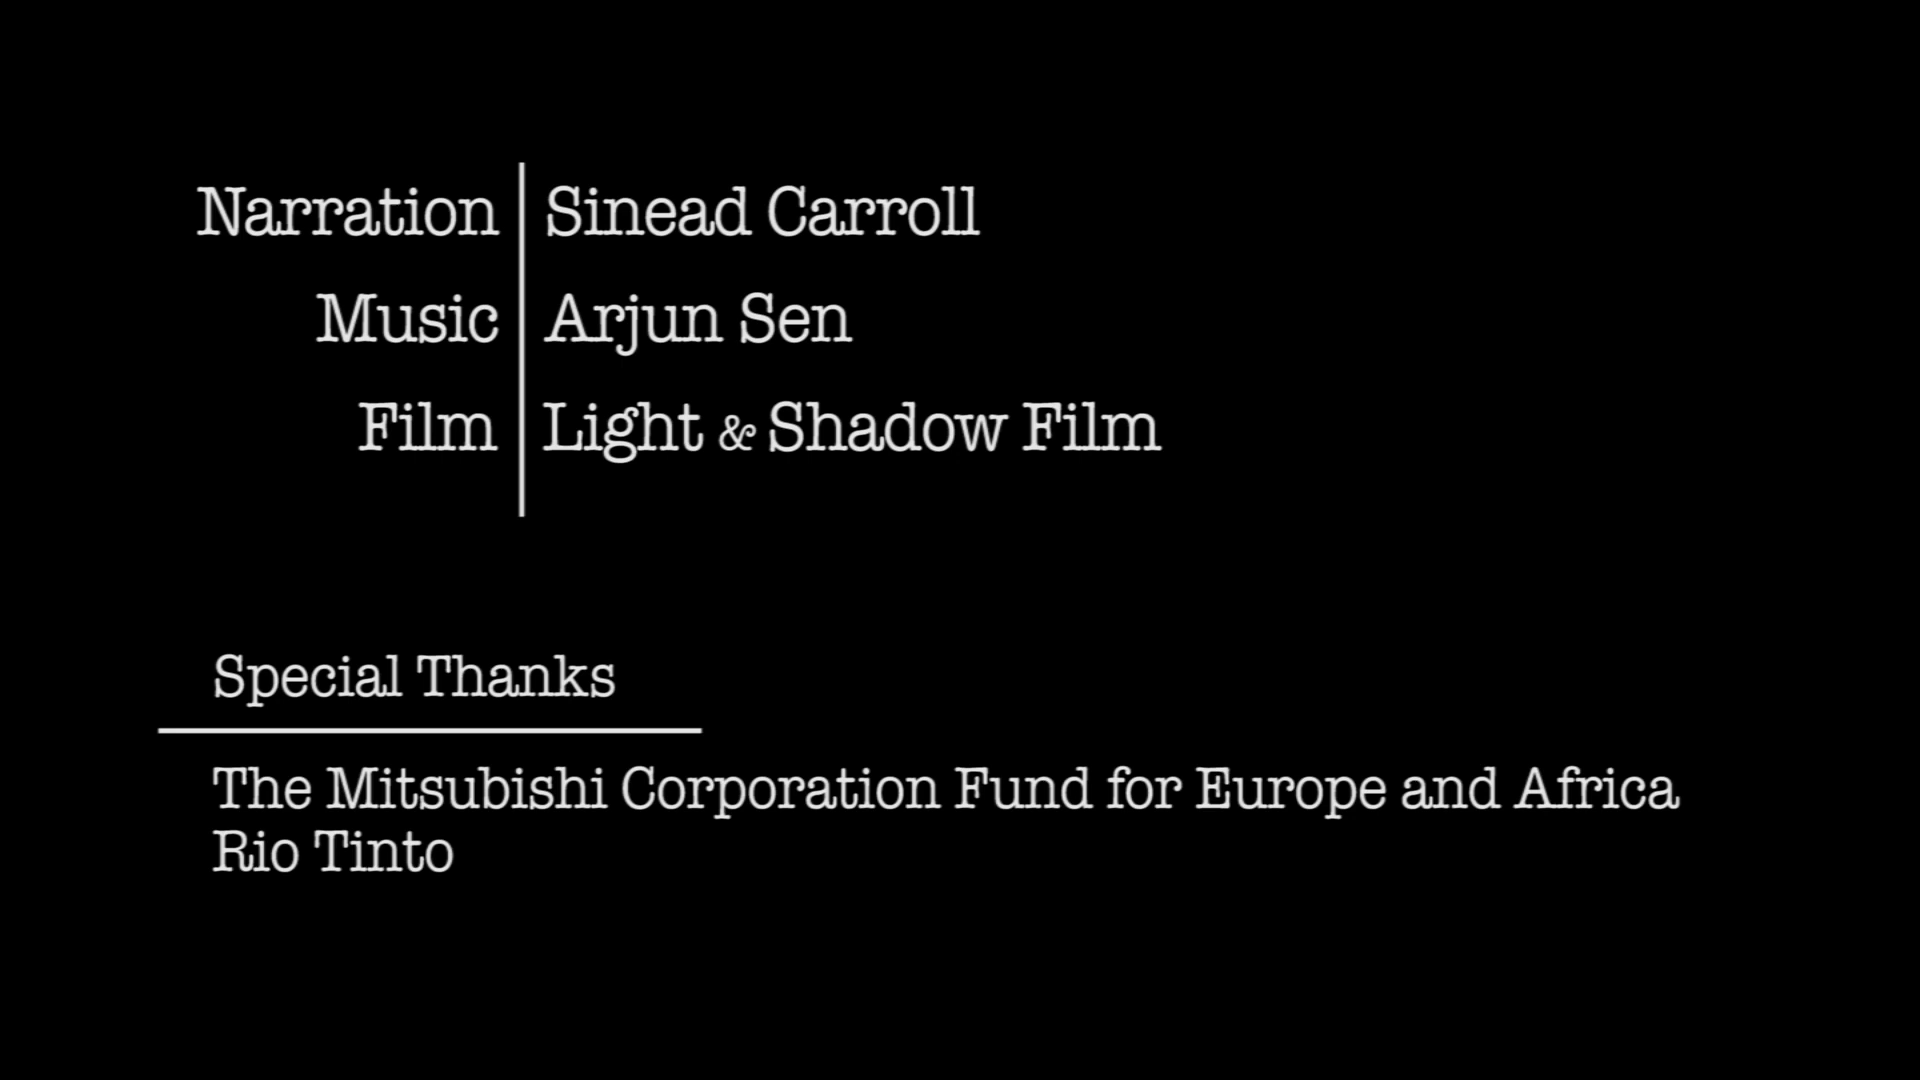 Narration Sinead Carroll
Music Arjun Sen
Film Light & Shadow Film
Special Thanks
The Mitsubishi Corporation Fund for Europe and Africa
Rio Tinto